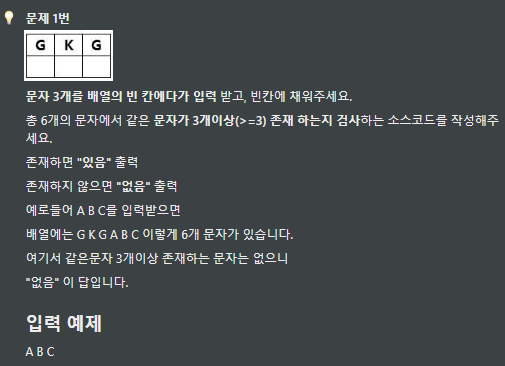 문제 1번
G K G
문자 3개를 배열의 빈 칸에다가 입력 받고, 빈칸에 채워주세요.
총 6개의 문자에서 같은 문자가 3개이상(>=3) 존재 하는지 검사하는 소스코드를 작성해주
세요.
존재하면 "있음" 출력
존재하지 않으면 "없음" 출력
예로들어 A B C를 입력받으면
배열에는 G K G A B C 이렇게 6개 문자가 있습니다.
여기서 같은문자 3개이상 존재하는 문자는 없으니
"없음" 이 답입니다.
입력 예제
A B C